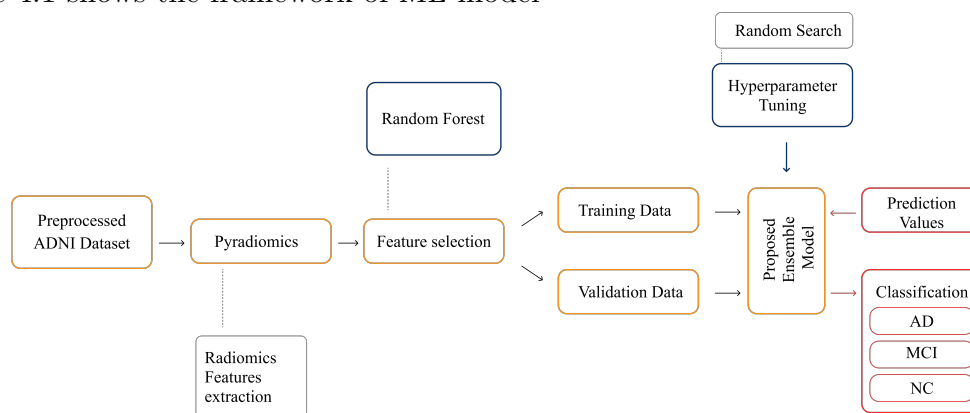 4.1 shows the framework of ML model
Random Search
Hyperparameter
Tuning
Random Forest
Preprocessed
ADNI Dataset
Pyradiomics
Feature selection
Training Data
Validation Data
Proposed
Ensemble
Model
Prediction
Values
Classification
AD
MCI
NC
Radiomics
Features
extraction